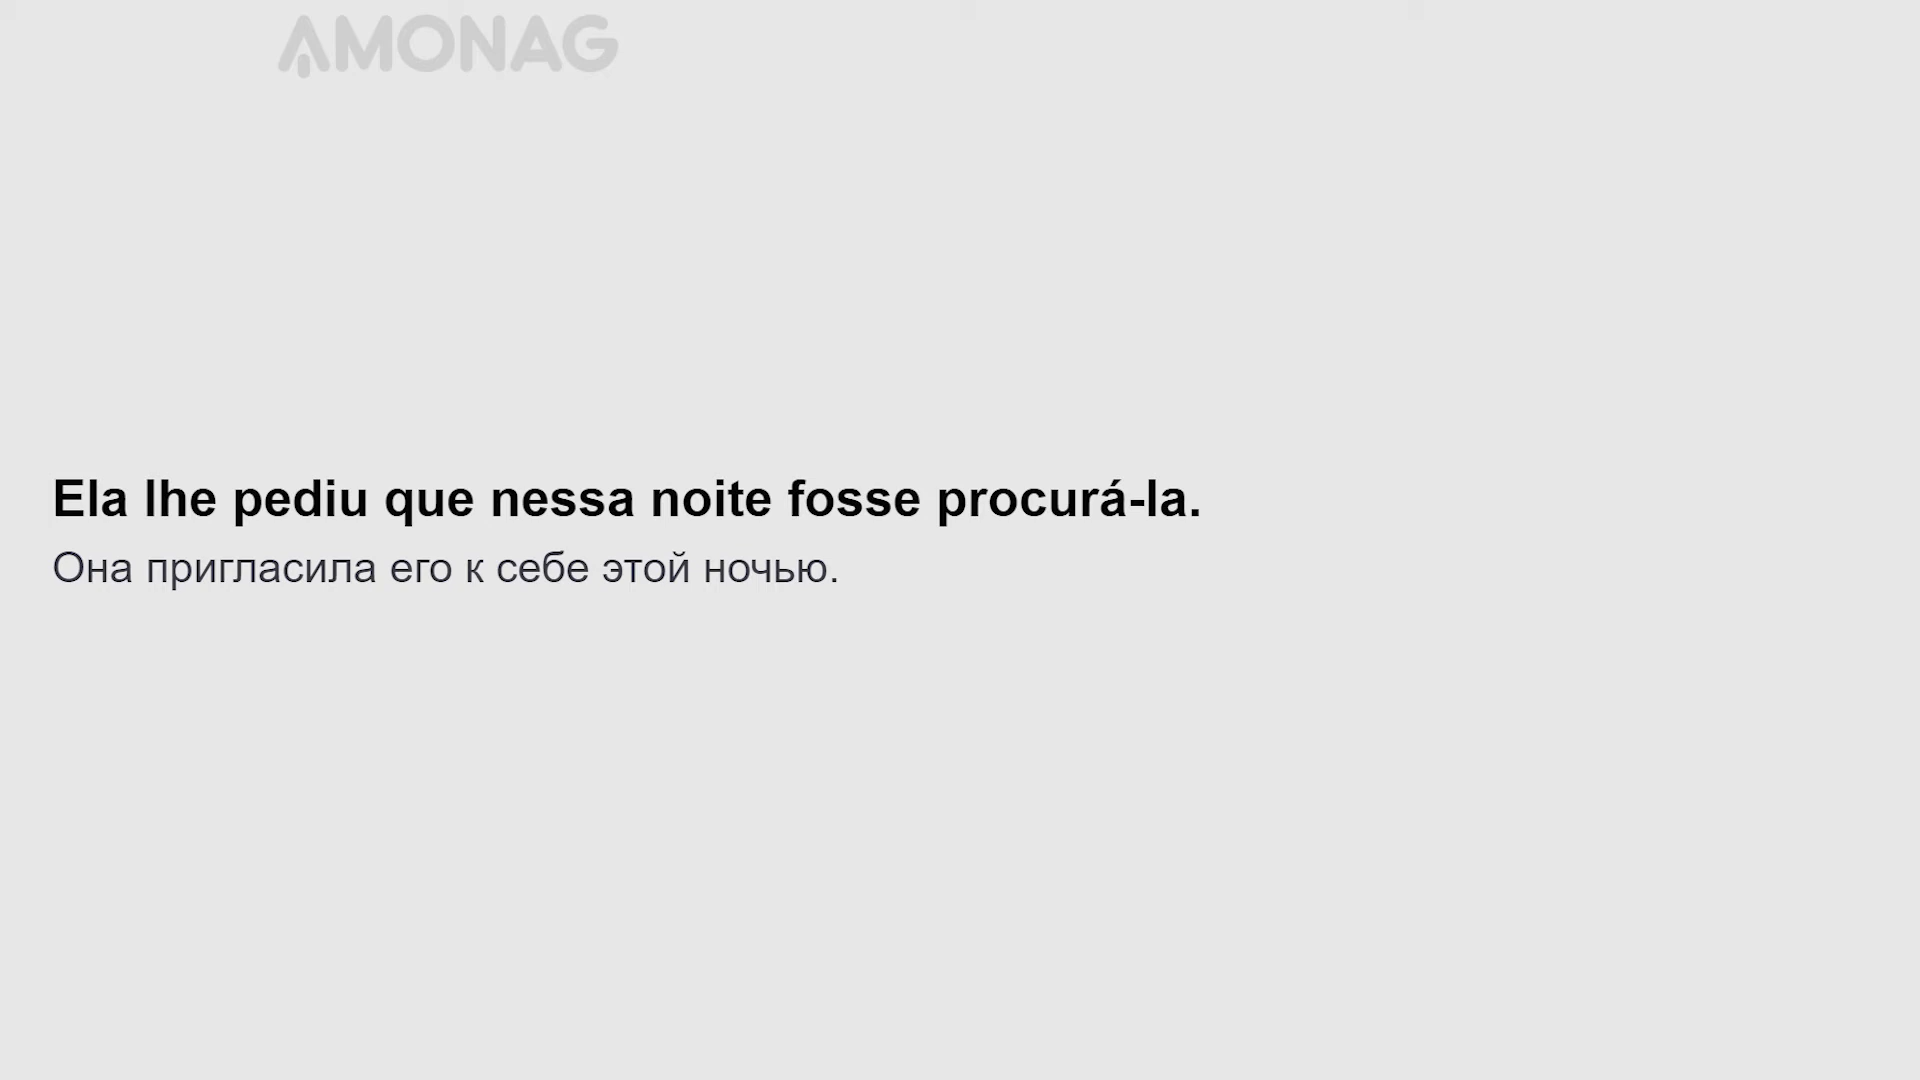 AMONAG
Ela lhe pediu que nessa noite fosse procurá-la.
Она пригласила его к себе этой ночью.